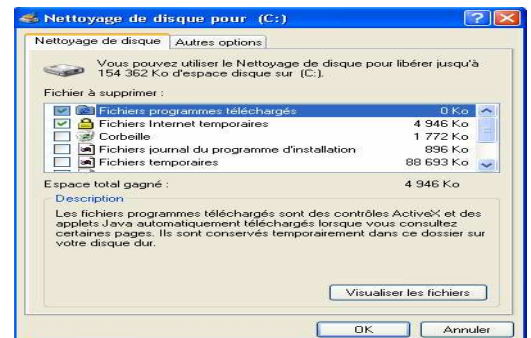 Nettoyage de disque pour (C:)
Nettoyage de disque Autres options
Vous pouvez utiliser le Nettoyage de disque pour libérer jusqu'à
154 362 Ko d'espace disque sur (C:).
Fichier à supprimer :
Fichiers programmes téléchargés 0 Ko
Fichiers Internet temporaires 4 946 Ko
Corbeille 1 772 Ko
Fichiers journal du programme d'installation 896 Ko
Fichiers temporaires 88 693 Ko
Espace total gagné : 4 946 Ko
Description
Les fichiers programmes téléchargés sont des contrôles ActiveX et des
applets Java automatiquement téléchargés lorsque vous consultez
certaines pages. Ils sont conservés temporairement dans ce dossier sur
votre disque dur.
Visualiser les fichiers
OK Annuler